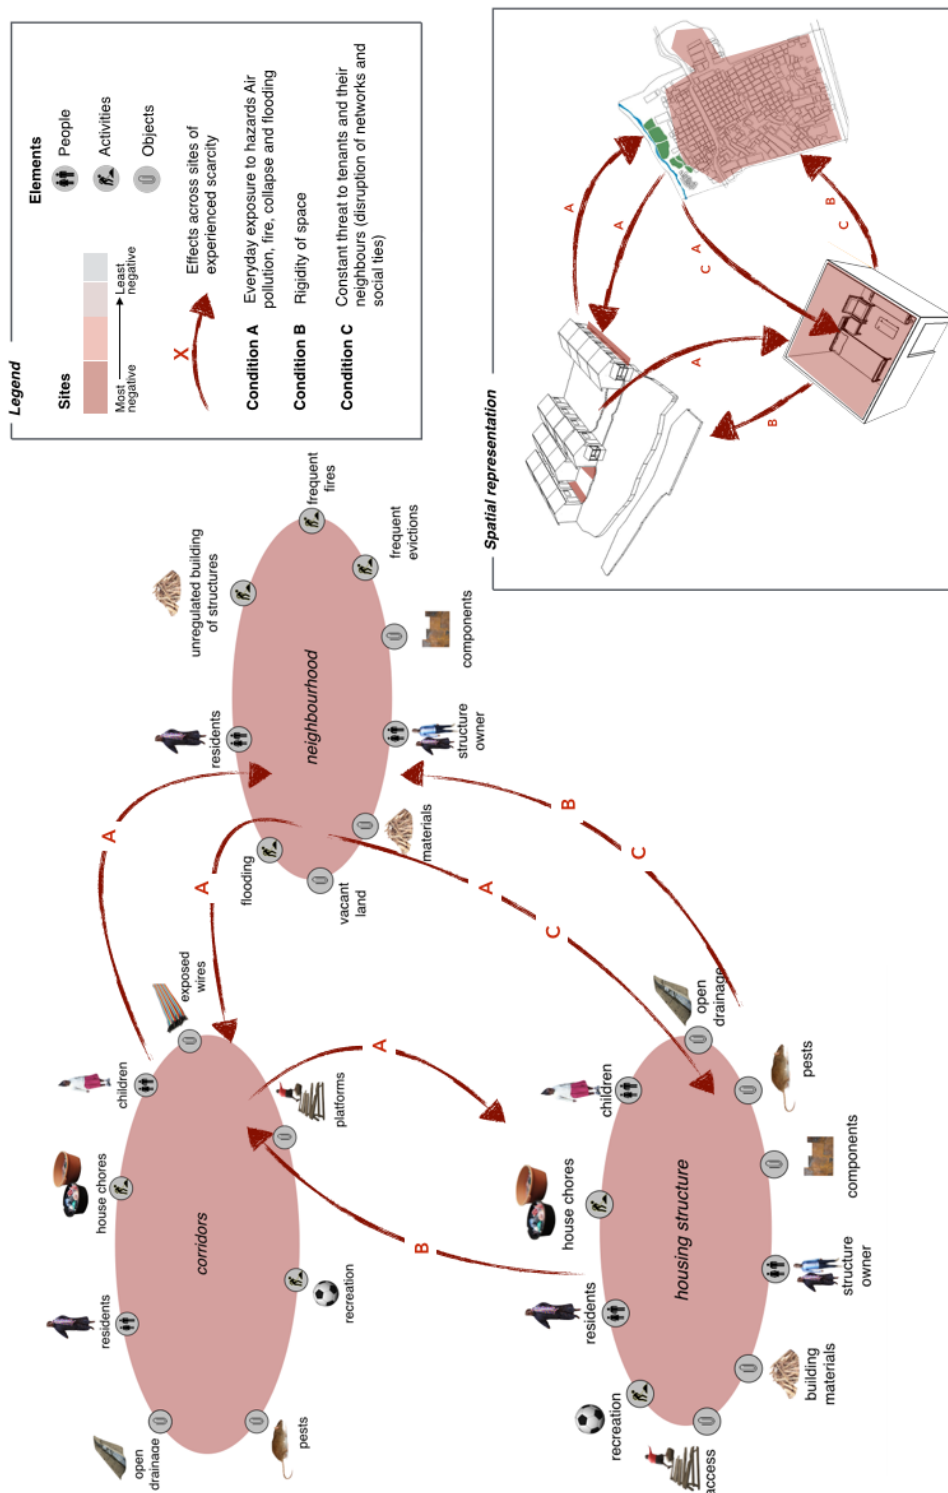 Legend
Sites
Most
negative
Least
negative
Elements
People
Activities
Objects
X
Effects across sites of
experienced scarcity
Condition A
Everyday exposure to hazards Air
pollution, fire, collapse and flooding
Condition B
Rigidity of space
Condition C
Constant threat to tenants and their
neighbours (disruption of networks and
social ties)
corridors
open
drainage
residents
house chores
children
exposed
wires
platforms
recreation
pests
neighbourhood
flooding
residents
unregulated building
of structures
frequent
fires
frequent
evictions
components
structure
owner
materials
vacant
land
housing structure
recreation
residents
house chores
children
open
drainage
pests
components
structure
owner
building
materials
access
A
A
A
B
A
C
C
B
Spatial representation
A
A
A
C
B
C
A
B